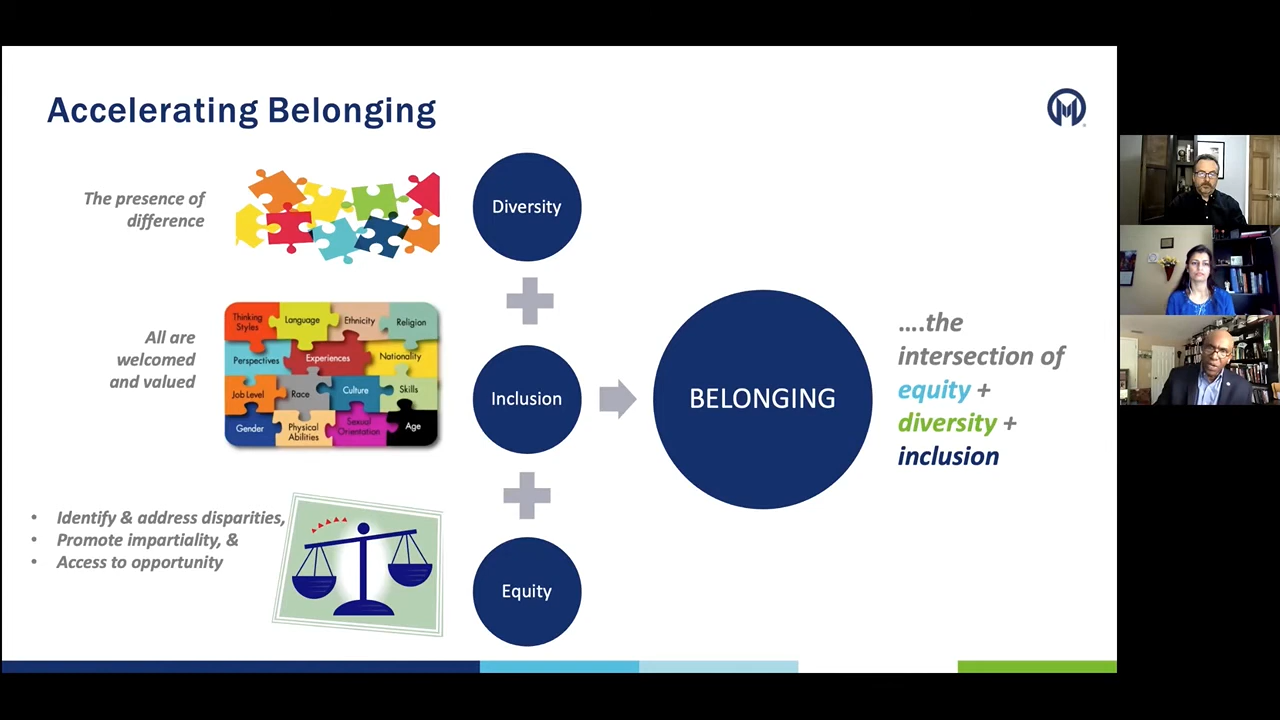 Accelerating Belonging
The presence of
difference
Diversity
All are
welcomed
and valued
Thinking
Styles
Language
Ethnicity
Religion
Perspectives
Experiences
Nationality
Job Level
Race
Culture
Skills
Gender
Physical
Abilities
Sexual
Orientation
Age
Inclusion
BELONGING
....the
intersection of
equity +
diversity +
inclusion
• Identify & address disparities,
• Promote impartiality, &
• Access to opportunity
Equity